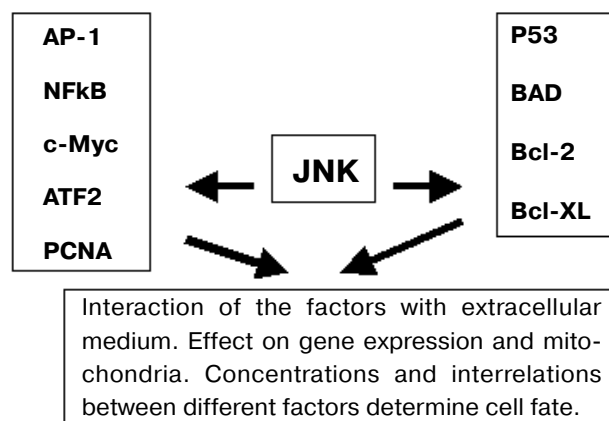 AP-1
NFkB
c-Myc
ATF2
PCNA
JNK
P53
BAD
Bcl-2
Bcl-XL
Interaction of the factors with extracellular
medium. Effect on gene expression and mito-
chondria. Concentrations and interrelations
between different factors determine cell fate.